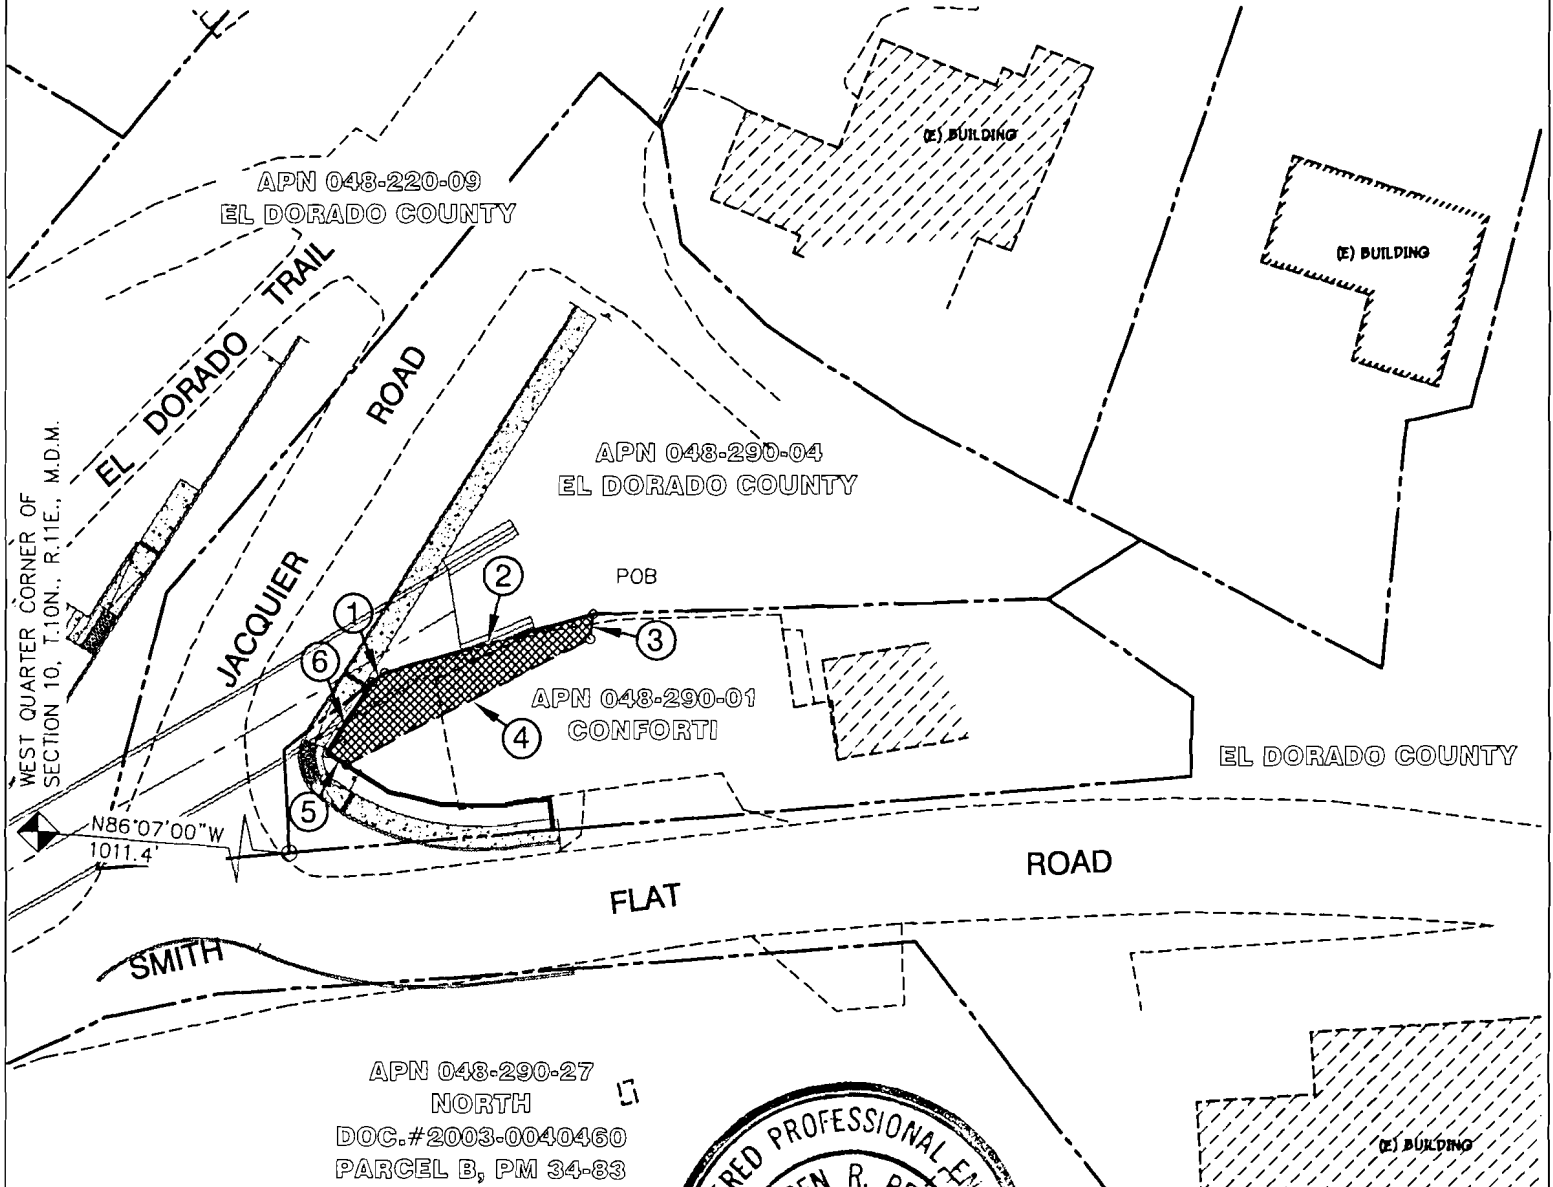 (E) BUILDING
APN 048-220-09
EL DORADO COUNTY
(E) BUILDING
EL DORADO TRAIL
JACQUIER ROAD
APN 048-290-04
EL DORADO COUNTY
WEST QUARTER CORNER OF
SECTION 10, T.10N., R.11E., M.D.M.
POB
2
1
3
6
APN 048-290-01
CONFORTI
4
EL DORADO COUNTY
5
N86°07'00"W
1011.4'
SMITH FLAT ROAD
APN 048-290-27
NORTH
DOC.#2003-0040460
PARCEL B, PM 34-83
PROFESSIONAL
R.
(E) BUILDING